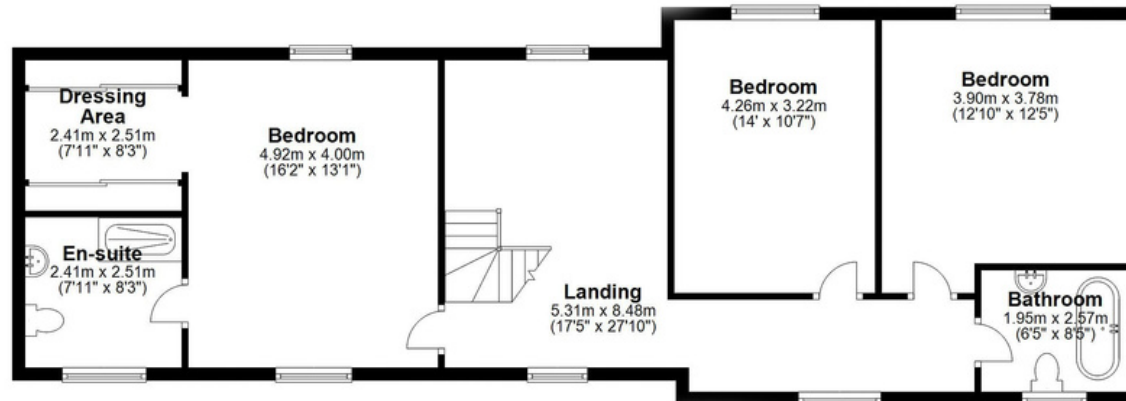 Dressing
Area
2.41m x 2.51m
(7'11" x 8'3")
Bedroom
4.92m x 4.00m
(16'2" x 13'1")
En-suite
2.41m x 2.51m
(7'11" x 8'3")
Landing
5.31m x 8.48m
(17'5" x 27'10")
Bedroom
4.26m x 3.22m
(14' x 10'7")
Bedroom
3.90m x 3.78m
(12'10" x 12'5")
Bathroom
1.95m x 2.57m
(6'5" x 8'5")